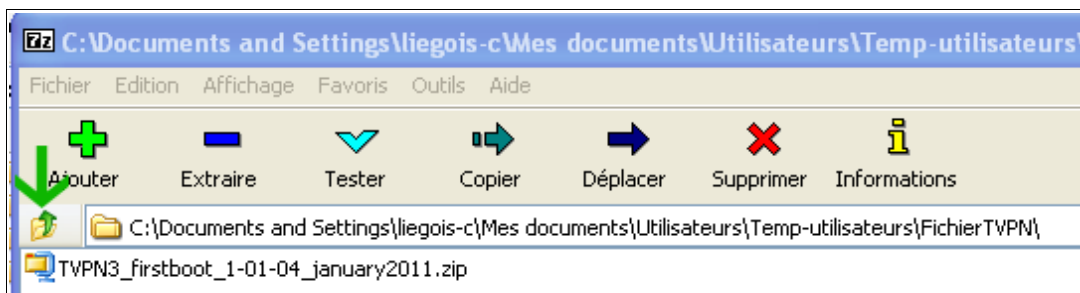 7z C:\Documents and Settings\liegois-c\Mes documents\Utilisateurs\Temp-utilisateurs\
Fichier Edition Affichage Favoris Outils Aide
Ajouter Extraire Tester Copier Déplacer Supprimer Informations
C:\Documents and Settings\liegois-c\Mes documents\Utilisateurs\Temp-utilisateurs\FichierTVPN\
TVPN3_firstboot_1-01-04_january2011.zip